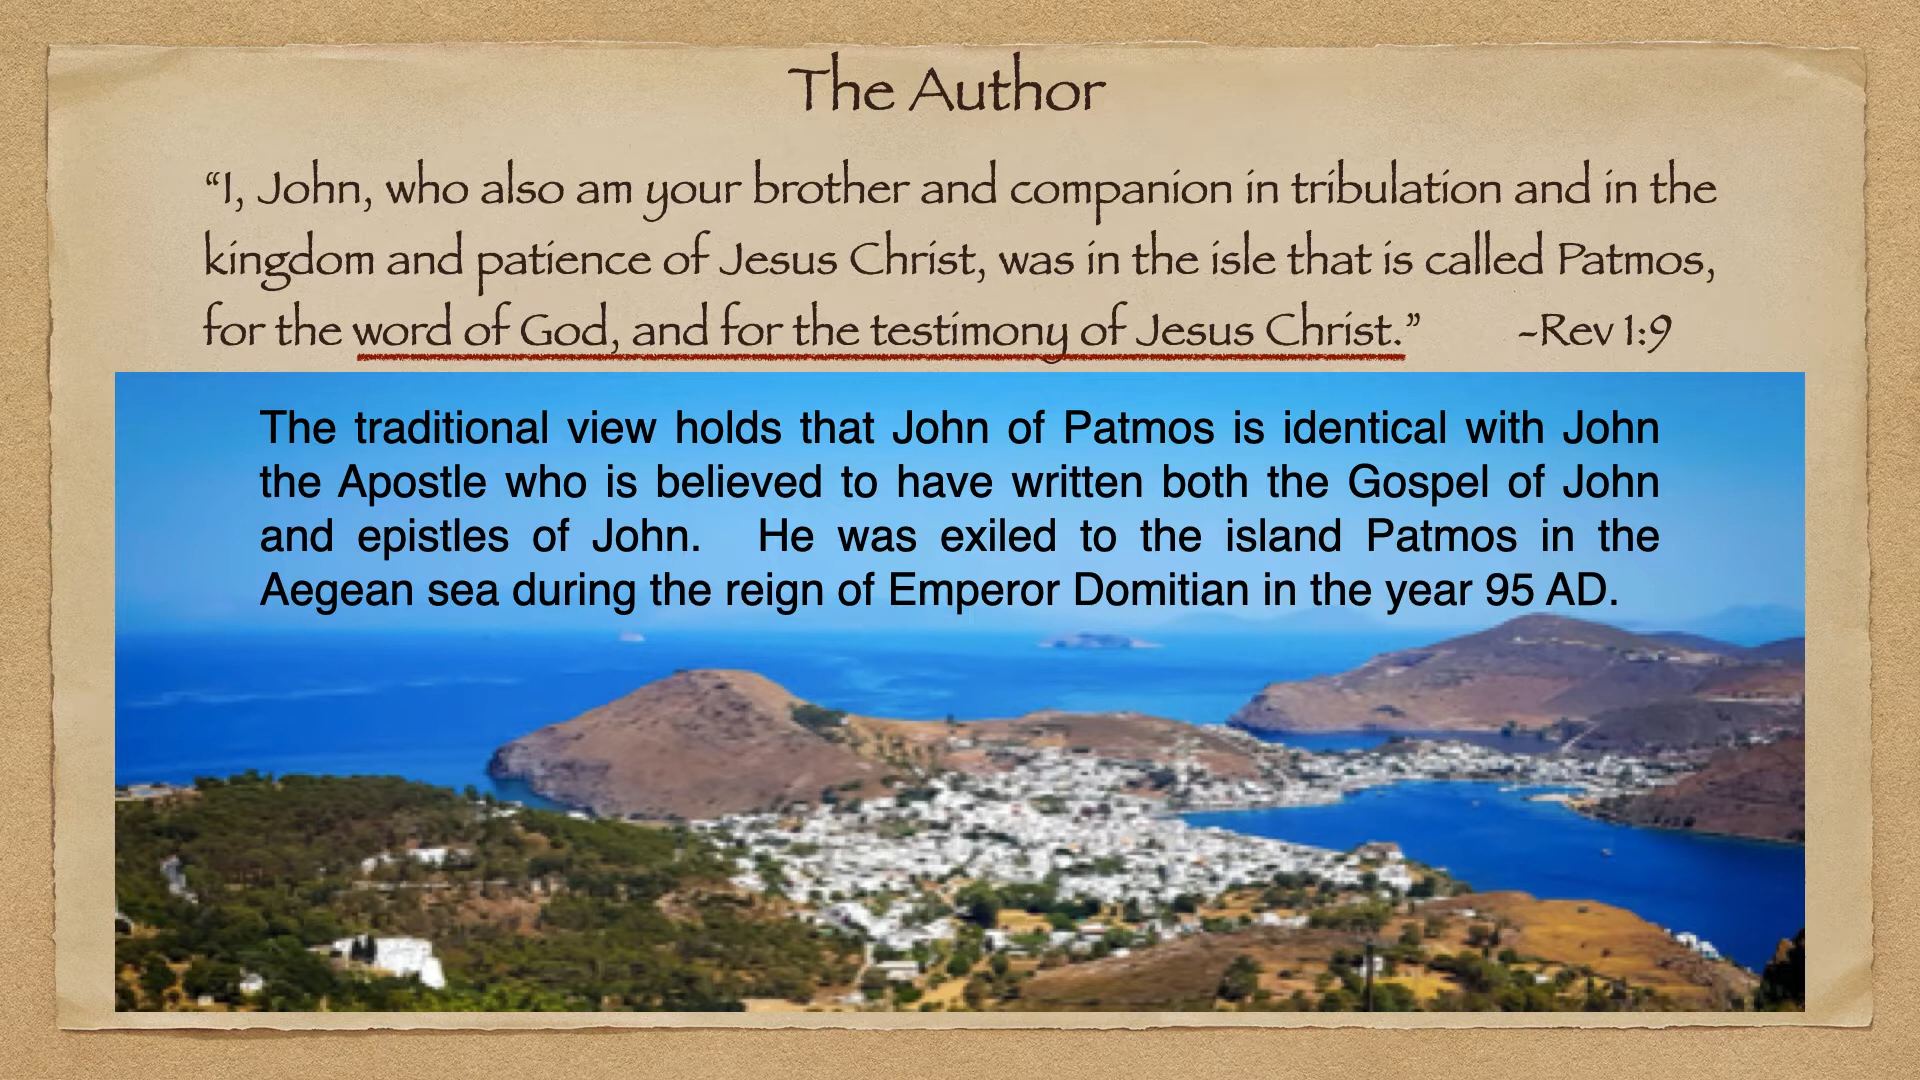 The Author
“I, John, who also am your brother and companion in tribulation and in the
kingdom and patience of Jesus Christ, was in the isle that is called Patmos,
for the word of God, and for the testimony of Jesus Christ.” -Rev 1:9
The traditional view holds that John of Patmos is identical with John
the Apostle who is believed to have written both the Gospel of John
and epistles of John. He was exiled to the island Patmos in the
Aegean sea during the reign of Emperor Domitian in the year 95 AD.